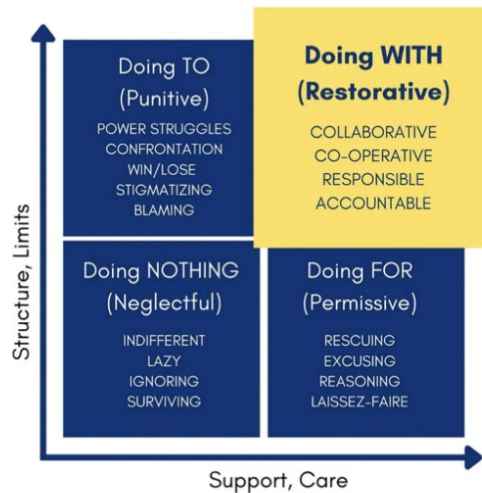 Doing TO
(Punitive)
POWER STRUGGLES
CONFRONTATION
WIN/LOSE
STIGMATIZING
BLAMING
Doing WITH
(Restorative)
COLLABORATIVE
CO-OPERATIVE
RESPONSIBLE
ACCOUNTABLE
Doing NOTHING
(Neglectful)
INDIFFERENT
LAZY
IGNORING
SURVIVING
Doing FOR
(Permissive)
RESCUING
EXCUSING
REASONING
LAISSEZ-FAIRE
Structure, Limits
Support, Care